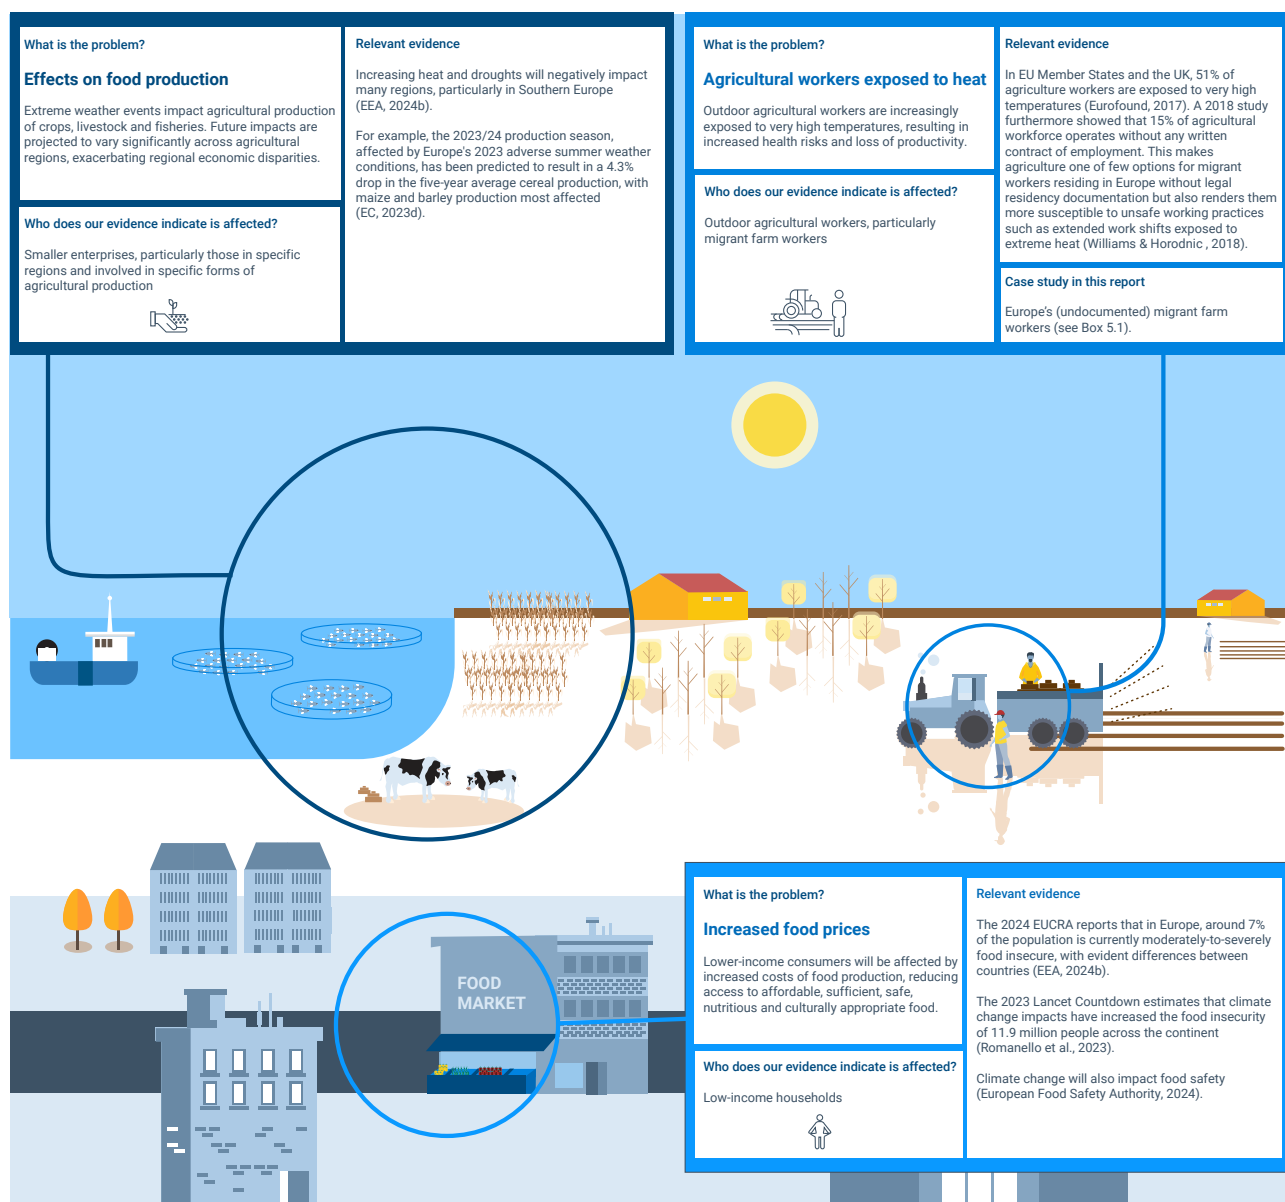 What is the problem?
Effects on food production
Extreme weather events impact agricultural production
of crops, livestock and fisheries. Future impacts are
projected to vary significantly across agricultural
regions, exacerbating regional economic disparities.
Who does our evidence indicate is affected?
Smaller enterprises, particularly those in specific
regions and involved in specific forms of
agricultural production
Relevant evidence
Increasing heat and droughts will negatively impact
many regions, particularly in Southern Europe
(EEA, 2024b).
For example, the 2023/24 production season,
affected by Europe's 2023 adverse summer weather
conditions, has been predicted to result in a 4.3%
drop in the five-year average cereal production, with
maize and barley production most affected
(EC, 2023d).
What is the problem?
Agricultural workers exposed to heat
Outdoor agricultural workers are increasingly
exposed to very high temperatures, resulting in
increased health risks and loss of productivity.
Who does our evidence indicate is affected?
Outdoor agricultural workers, particularly
migrant farm workers
Relevant evidence
In EU Member States and the UK, 51% of
agriculture workers are exposed to very high
temperatures (Eurofound, 2017). A 2018 study
furthermore showed that 15% of agricultural
workforce operates without any written
contract of employment. This makes
agriculture one of few options for migrant
workers residing in Europe without legal
residency documentation but also renders them
more susceptible to unsafe working practices
such as extended work shifts exposed to
extreme heat (Williams & Horodnic , 2018).
Case study in this report
Europe's (undocumented) migrant farm
workers (see Box 5.1).
FOOD
MARKET
What is the problem?
Increased food prices
Lower-income consumers will be affected by
increased costs of food production, reducing
access to affordable, sufficient, safe,
nutritious and culturally appropriate food.
Who does our evidence indicate is affected?
Low-income households
Relevant evidence
The 2024 EUCRA reports that in Europe, around 7%
of the population is currently moderately-to-severely
food insecure, with evident differences between
countries (EEA, 2024b).
The 2023 Lancet Countdown estimates that climate
change impacts have increased the food insecurity
of 11.9 million people across the continent
(Romanello et al., 2023).
Climate change will also impact food safety
(European Food Safety Authority, 2024).